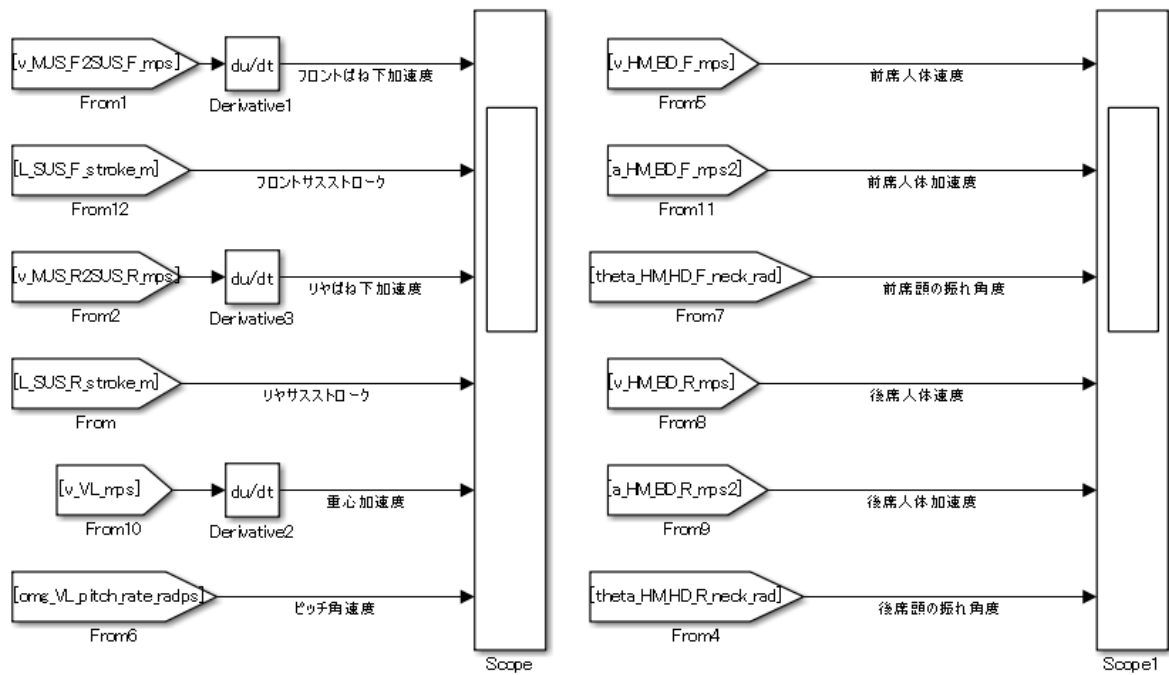 [v_MJS_F2SUS_F_mps]
From1
du/dt
Derivative1
フロントばね下加速度
[L_SUS_F_stroke_m]
From12
フロントサスストローク
[v_MJS_R2SUS_R_mps]
From2
du/dt
Derivative3
リヤばね下加速度
[L_SUS_R_stroke_m]
From
リヤサスストローク
[v_VL_mps]
From10
du/dt
Derivative2
重心加速度
[omg_VL_pitch_rate_radps]
From6
ピッチ角速度
Scope
[v_HM_BD_F_mps]
From5
前席人体速度
[a_HM_BD_F_mps2]
From11
前席人体加速度
[theta_HM_HD_F_neck_rad]
From7
前席頭の振れ角度
[v_HM_BD_R_mps]
From8
後席人体速度
[a_HM_BD_R_mps2]
From9
後席人体加速度
[theta_HM_HD_R_neck_rad]
From4
後席頭の振れ角度
Scope1